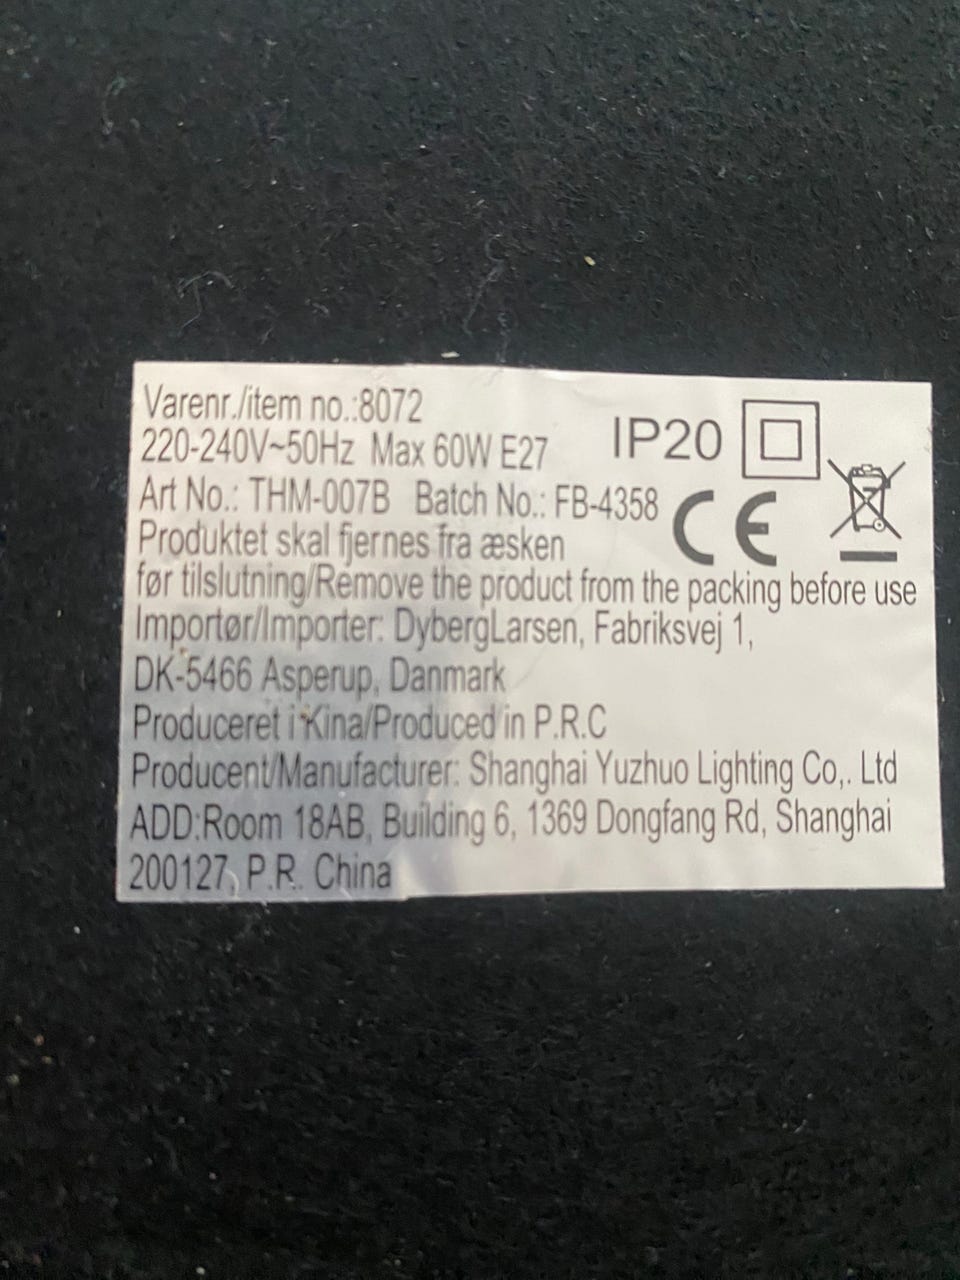 Varenr./item no.:8072
220-240V~50Hz Max 60W E27 IP20
Art No.: THM-007B Batch No.: FB-4358 CE
Produktet skal fjernes fra æsken
før tilslutning/Remove the product from the packing before use
Importør/Importer: DybergLarsen, Fabriksvej 1,
DK-5466 Asperup, Danmark
Produceret i Kina/Produced in P.R.C
Producent/Manufacturer: Shanghai Yuzhuo Lighting Co,. Ltd
ADD:Room 18AB, Building 6, 1369 Dongfang Rd, Shanghai
200127, P.R. China